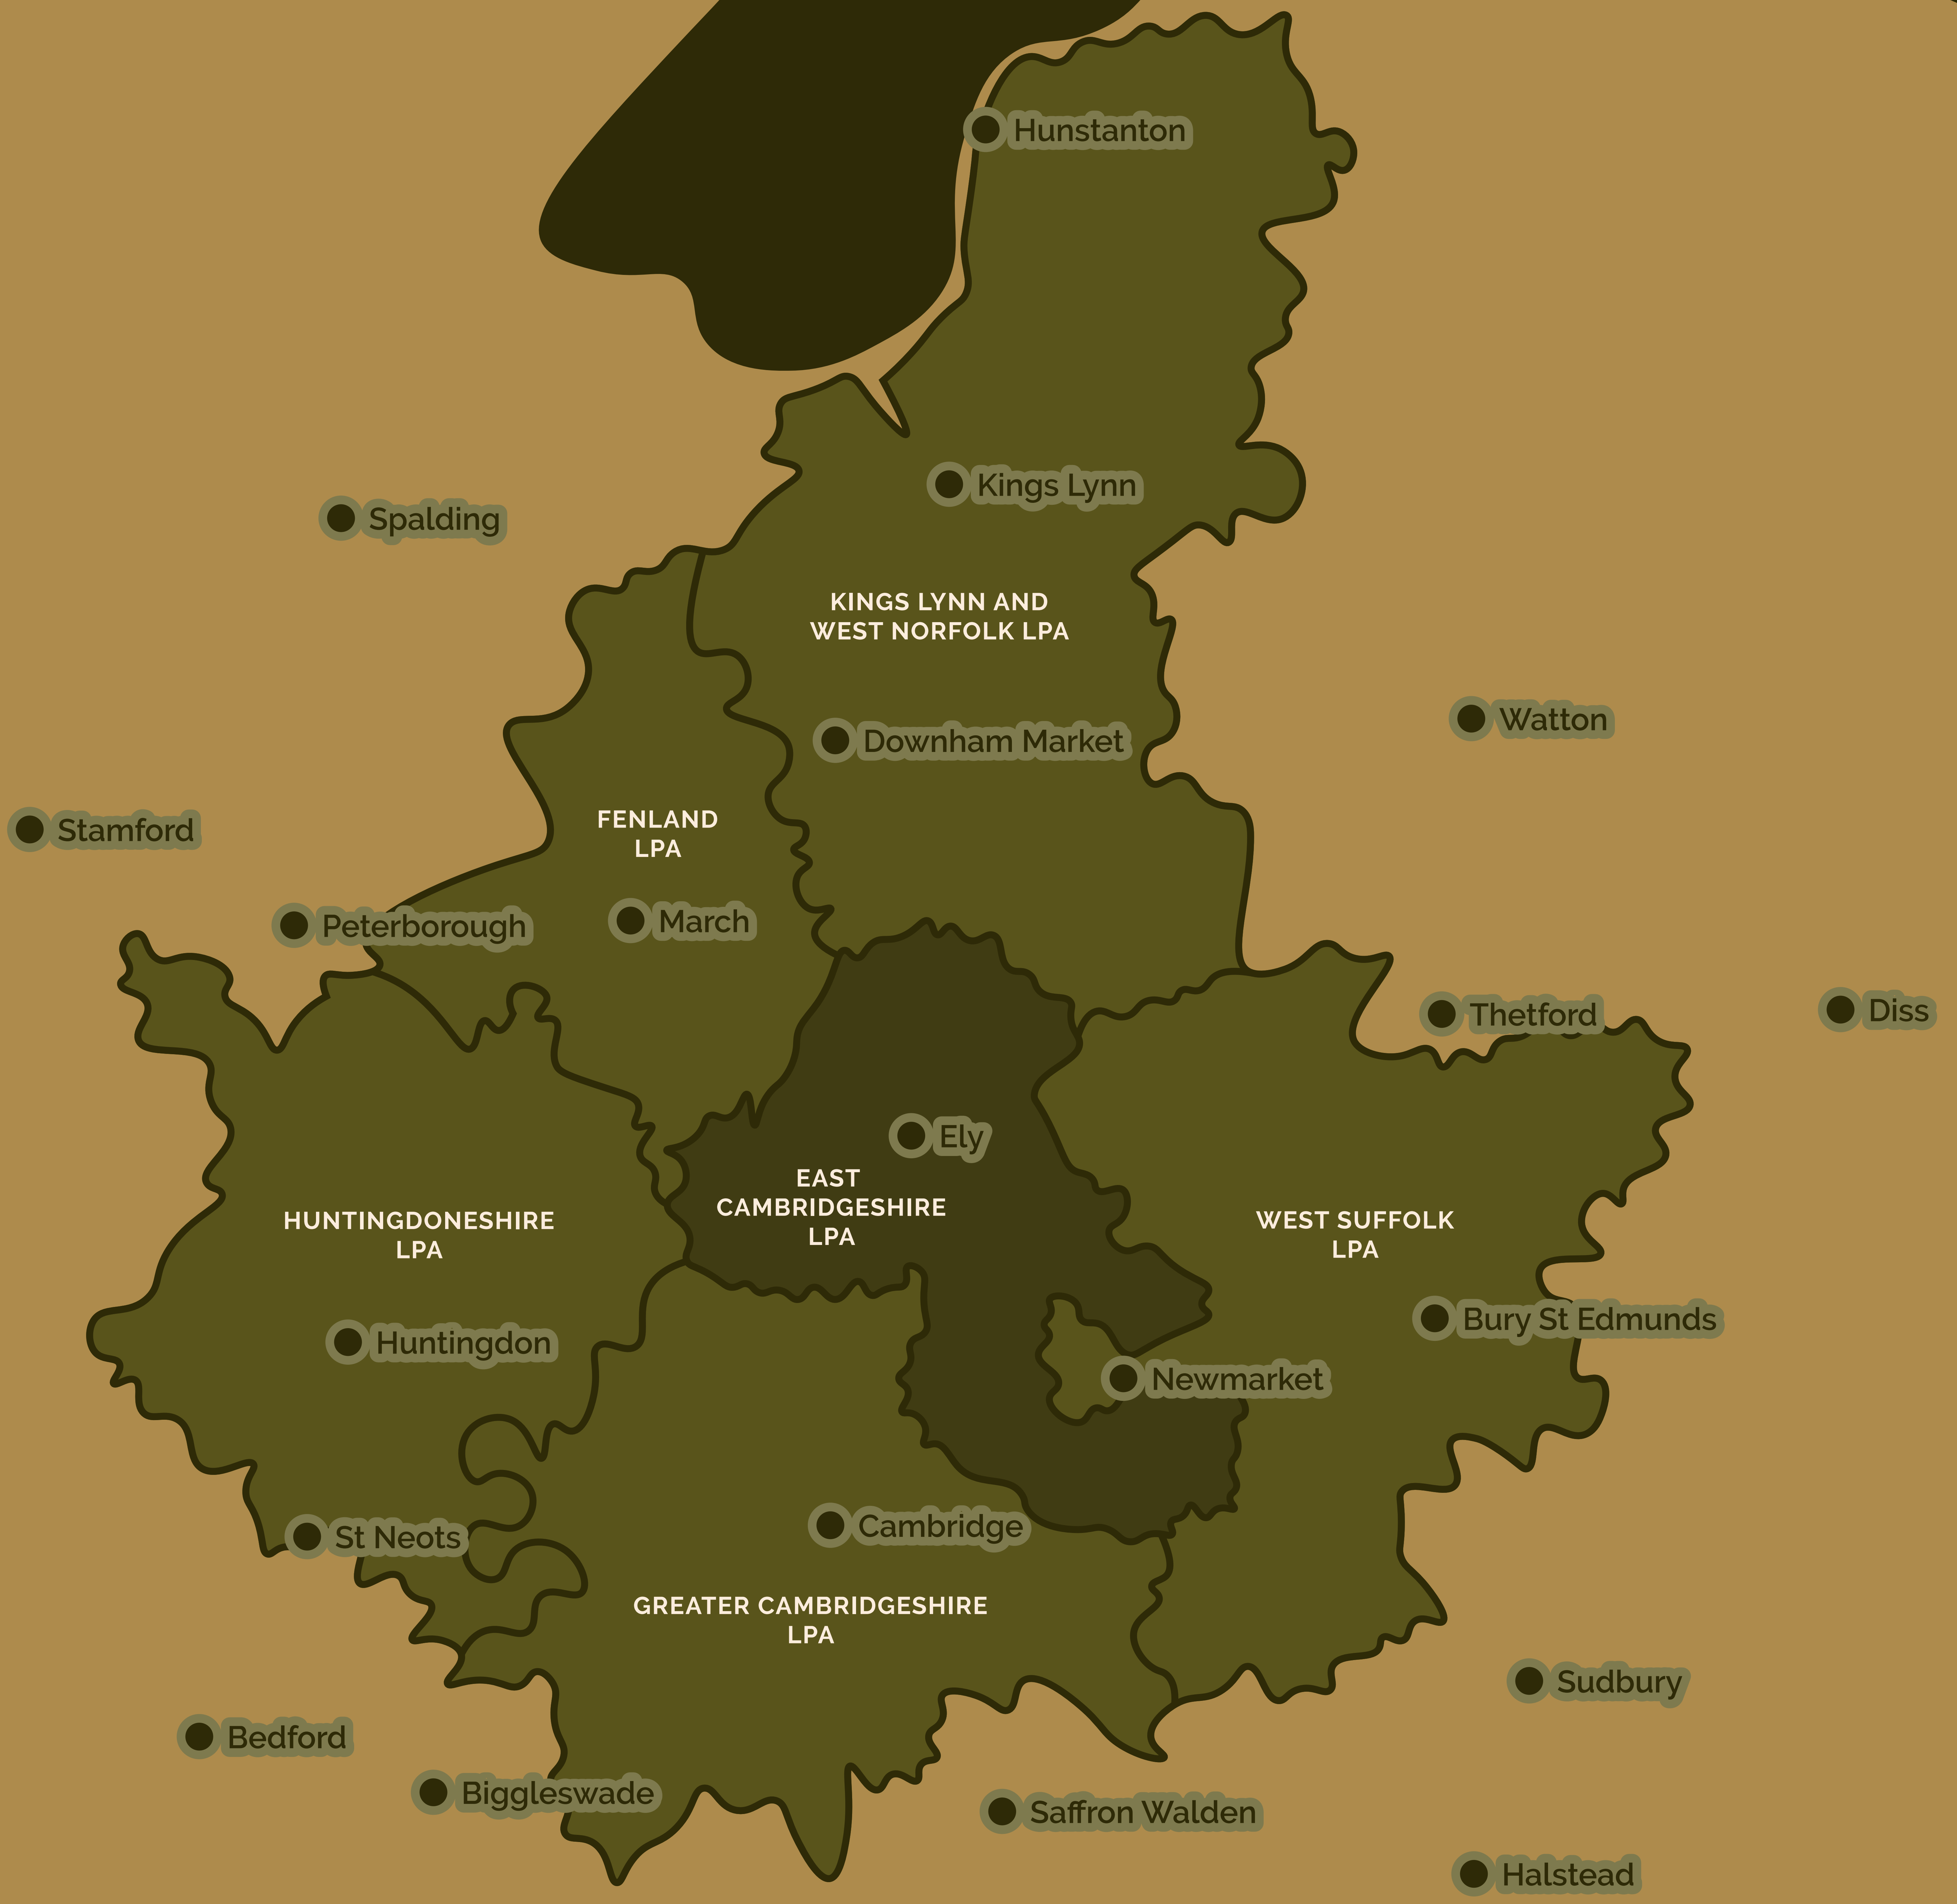 Hunstanton
Kings Lynn
Spalding
KINGS LYNN AND
WEST NORFOLK LPA
Watton
Downham Market
FENLAND
LPA
Stamford
Peterborough
March
Thetford
Diss
Ely
EAST
CAMBRIDGESHIRE
LPA
HUNTINGDONESHIRE
LPA
WEST SUFFOLK
LPA
Bury St Edmunds
Huntingdon
Newmarket
St Neots
Cambridge
GREATER CAMBRIDGESHIRE
LPA
Sudbury
Bedford
Biggleswade
Saffron Walden
Halstead